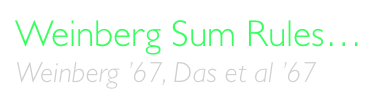 Weinberg Sum Rules…
Weinberg ’67, Das et al ’67